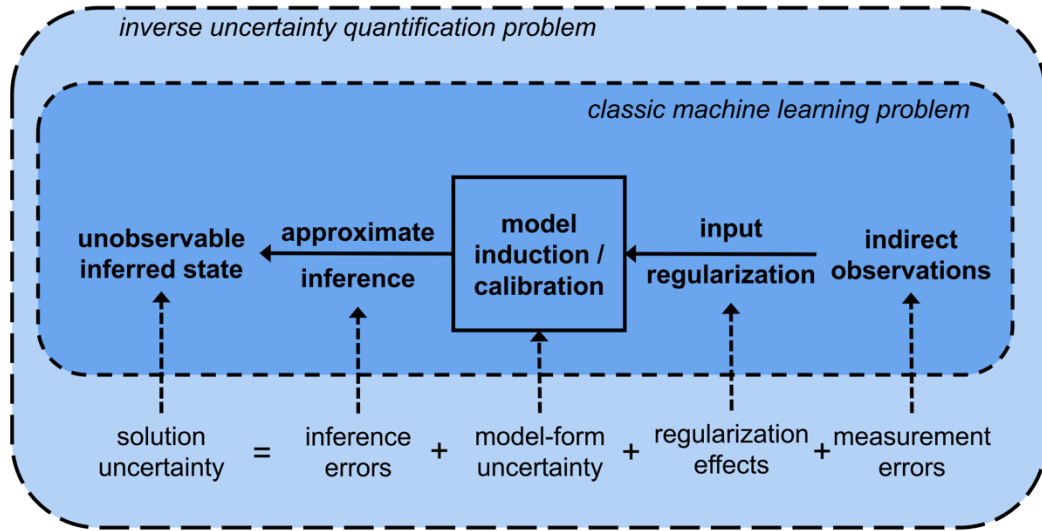 inverse uncertainty quantification problem
classic machine learning problem
unobservable
inferred state
approximate
inference
model
induction /
calibration
input
regularization
indirect
observations
solution
uncertainty
=
inference
errors
+
model-form
uncertainty
+
regularization
effects
+
measurement
errors